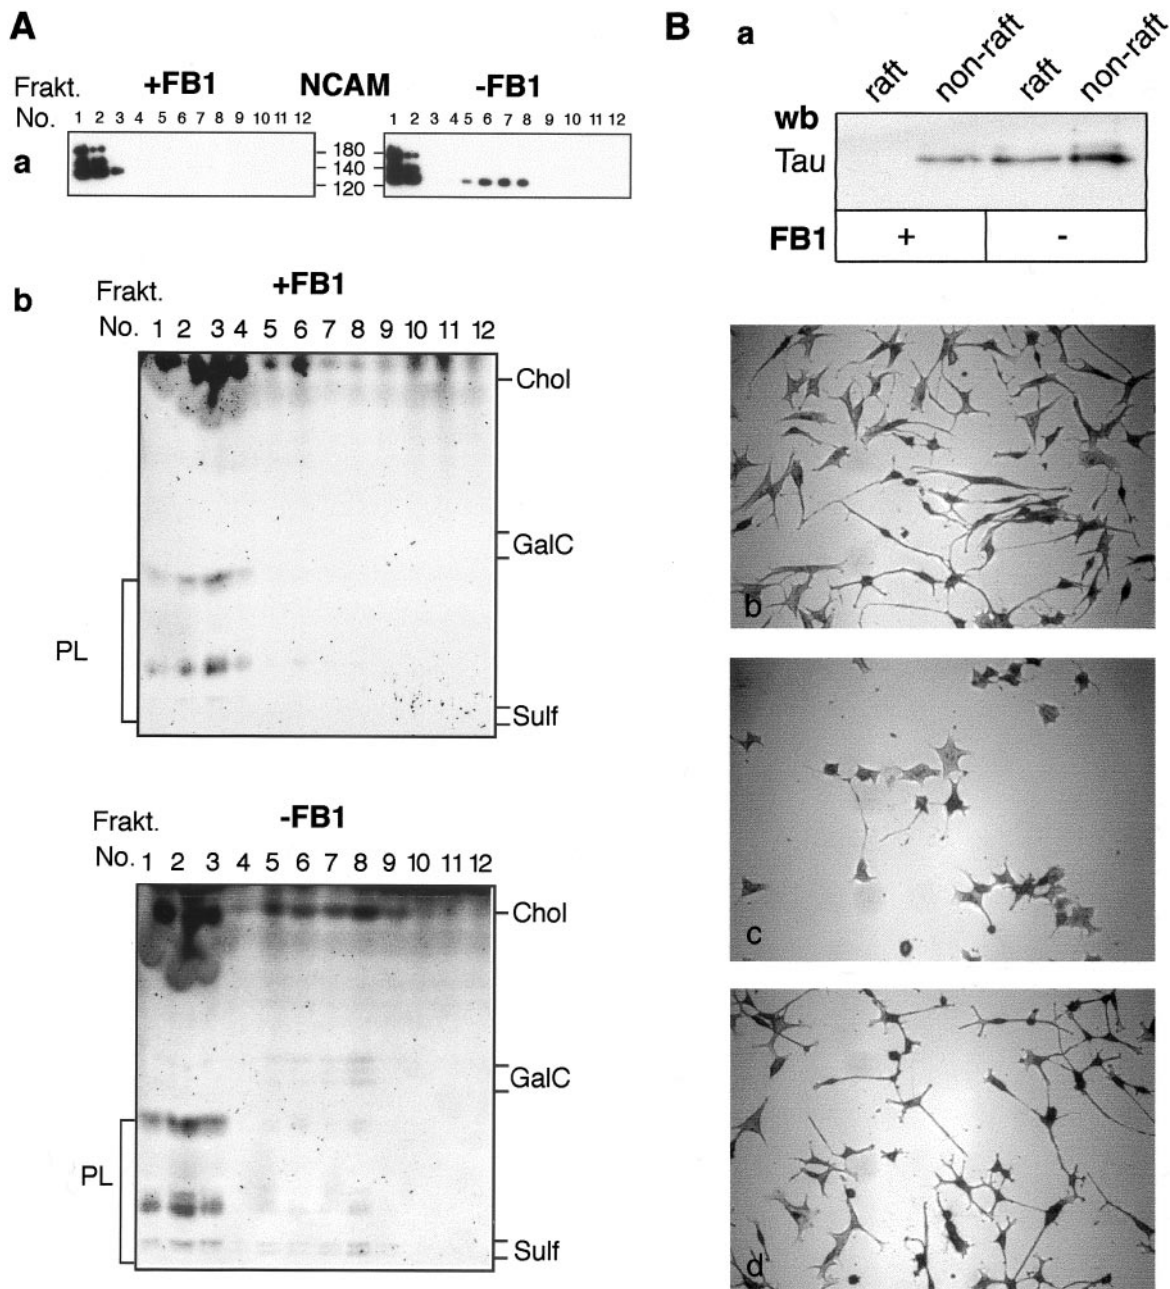 A
Frakt. +FB1 NCAM -FB1
No. 1 2 3 4 5 6 7 8 9 10 11 12 1 2 3 4 5 6 7 8 9 10 11 12
a
180
140
120
b
Frakt. +FB1
No. 1 2 3 4 5 6 7 8 9 10 11 12
Chol
GalC
PL
Sulf
Frakt. -FB1
No. 1 2 3 4 5 6 7 8 9 10 11 12
Chol
GalC
PL
Sulf
B
a
raft non-raft raft non-raft
wb
Tau
FB1 + -
b
c
d